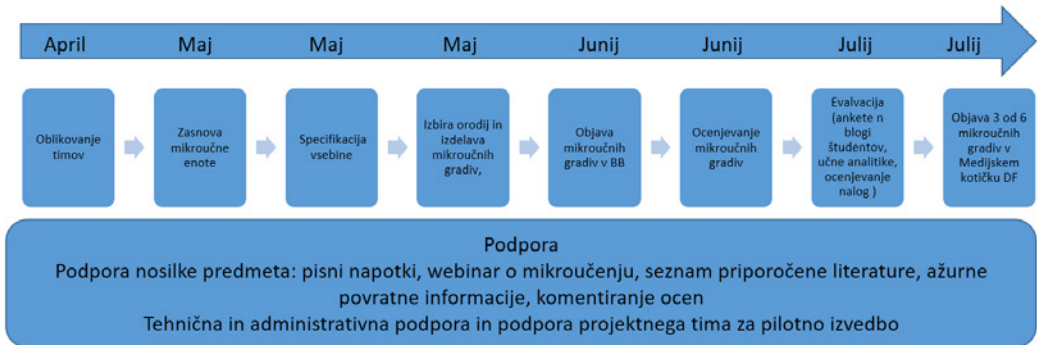 April Maj Maj Maj Junij Junij Julij Julij
Oblikovanje
timov
Zasnova
mikroučne
enote
Specifikacija
vsebine
Izbira orodij in
izdelava
mikroučnih
gradiv,
Objava
mikroučnih
gradiv v BB
Ocenjevanje
mikroučnih
gradiv
Evalvacija
(ankete n
blogi
študentov,
učne analitike,
ocenjevanje
nalog )
Objava 3 od 6
mikroučnih
gradiv v
Medijskem
kotičku DF
Podpora
Podpora nosilke predmeta: pisni napotki, webinar o mikroučenju, seznam priporočene literature, ažurne
povratne informacije, komentiranje ocen
Tehnična in administrativna podpora in podpora projektnega tima za pilotno izvedbo